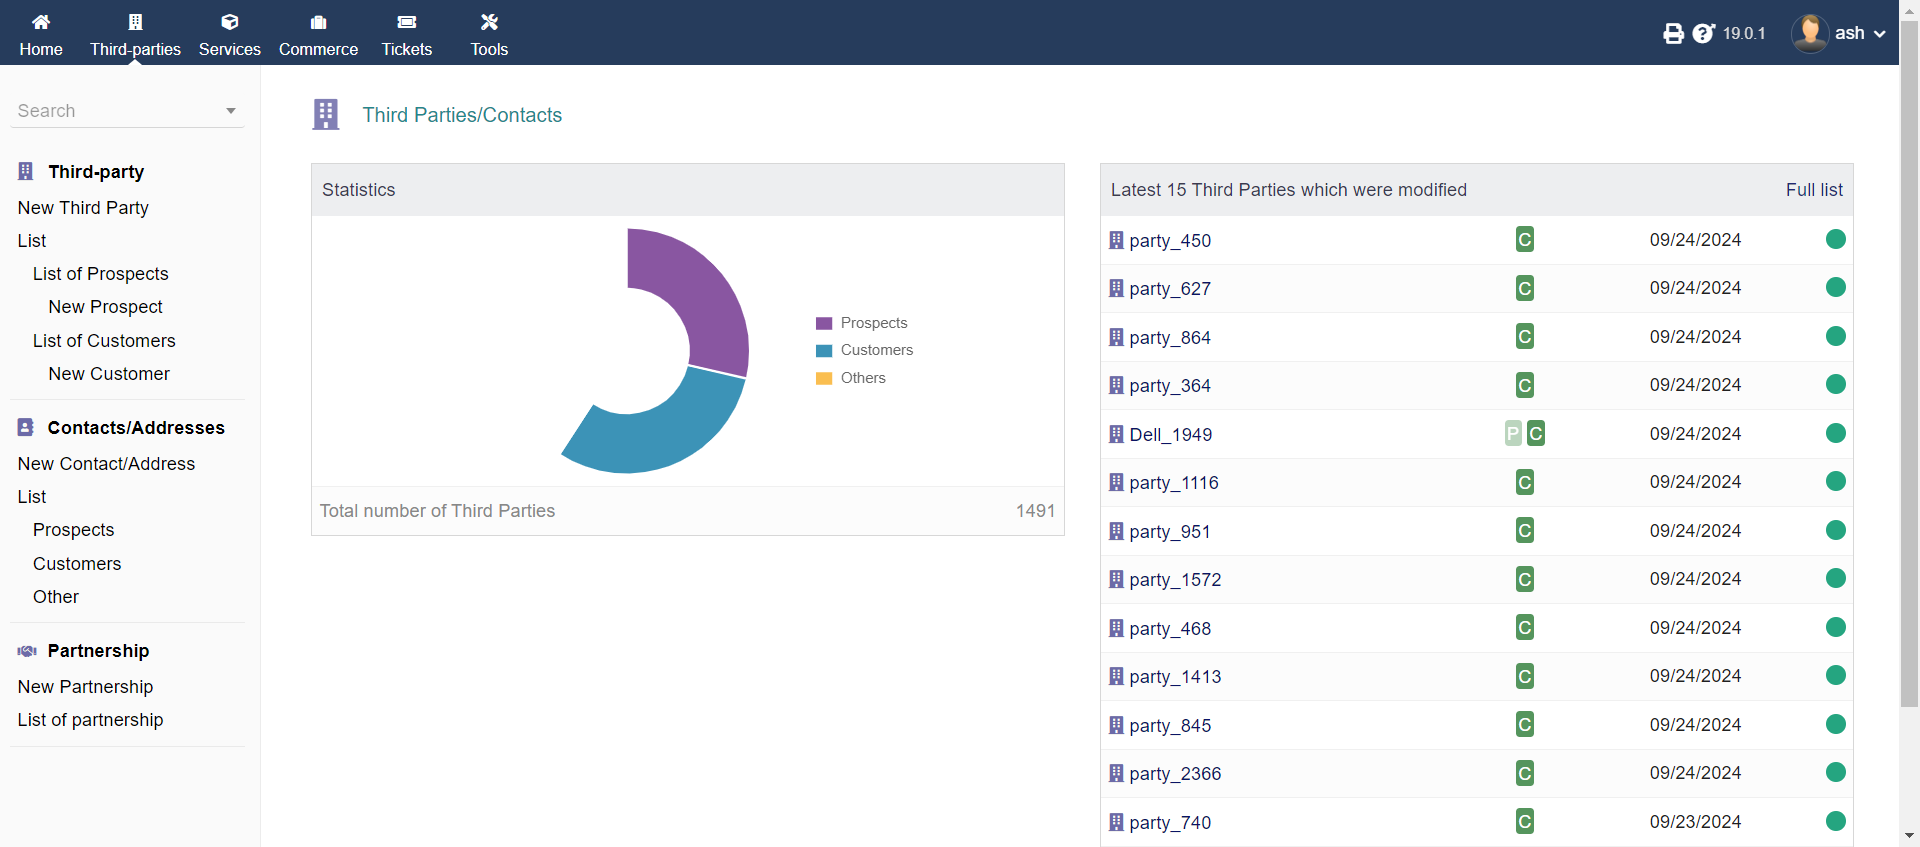 Home
Third-parties
Services
Commerce
Tickets
Tools
19.0.1
ash
Search
Third-party
New Third Party
List
List of Prospects
New Prospect
List of Customers
New Customer
Contacts/Addresses
New Contact/Address
List
Prospects
Customers
Other
Partnership
New Partnership
List of partnership
Third Parties/Contacts
Statistics
Prospects
Customers
Others
Total number of Third Parties 1491
Latest 15 Third Parties which were modified Full list
party_450 C 09/24/2024
party_627 C 09/24/2024
party_864 C 09/24/2024
party_364 C 09/24/2024
Dell_1949 P C 09/24/2024
party_1116 C 09/24/2024
party_951 C 09/24/2024
party_1572 C 09/24/2024
party_468 C 09/24/2024
party_1413 C 09/24/2024
party_845 C 09/24/2024
party_2366 C 09/24/2024
party_740 C 09/23/2024